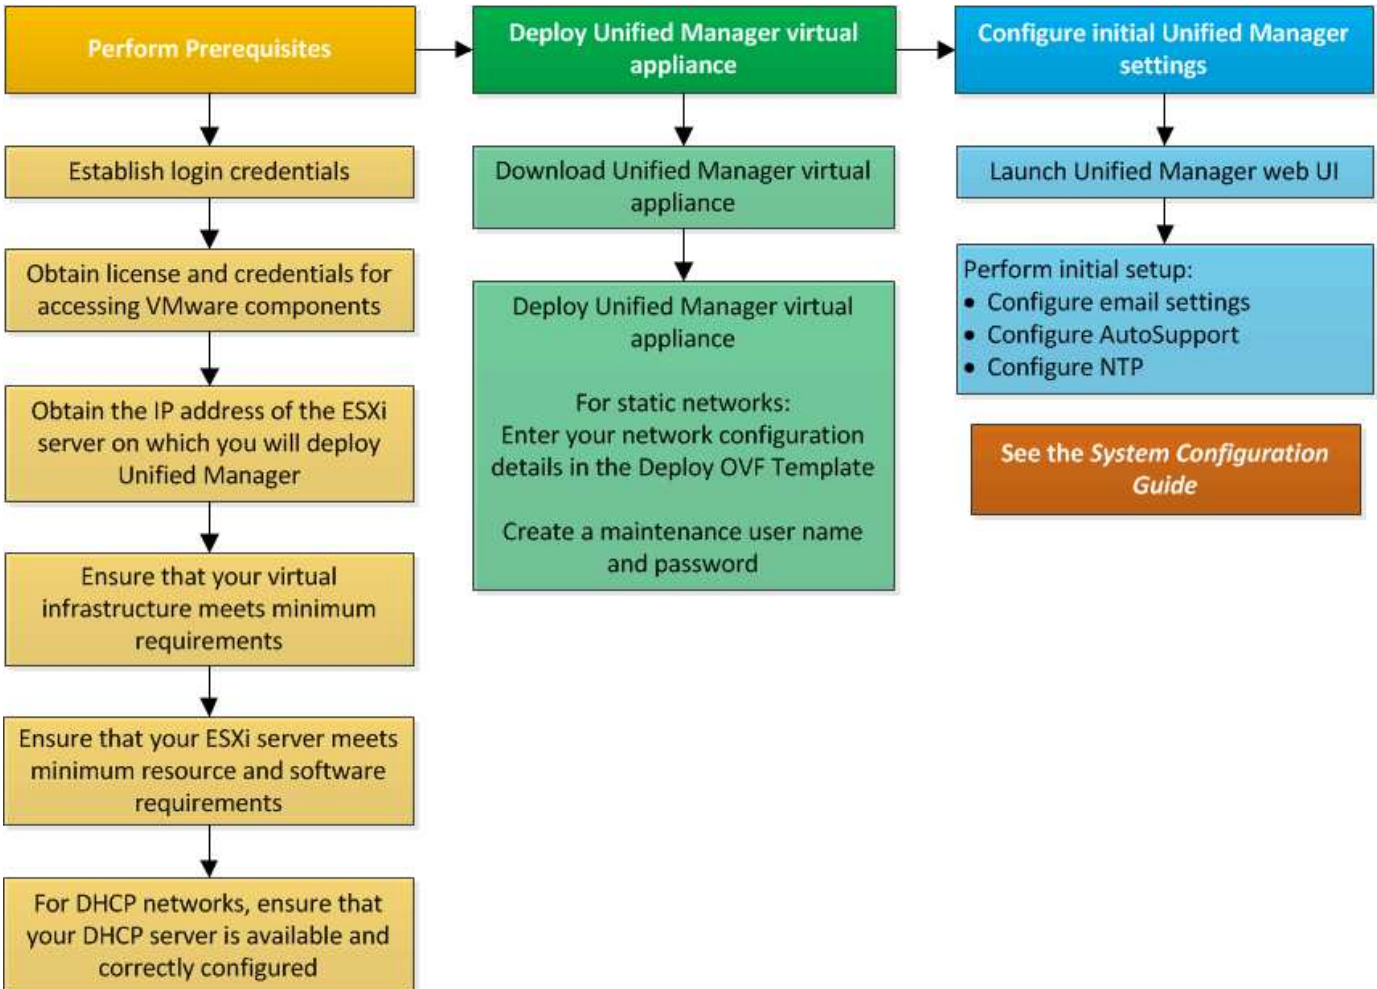 Perform Prerequisites
Establish login credentials
Obtain license and credentials for
accessing VMware components
Obtain the IP address of the ESXi
server on which you will deploy
Unified Manager
Ensure that your virtual
infrastructure meets minimum
requirements
Ensure that your ESXi server meets
minimum resource and software
requirements
For DHCP networks, ensure that
your DHCP server is available and
correctly configured
Deploy Unified Manager virtual
appliance
Download Unified Manager virtual
appliance
Deploy Unified Manager virtual
appliance
For static networks:
Enter your network configuration
details in the Deploy OVF Template
Create a maintenance user name
and password
Configure initial Unified Manager
settings
Launch Unified Manager web UI
Perform initial setup:
• Configure email settings
• Configure AutoSupport
• Configure NTP
See the System Configuration
Guide